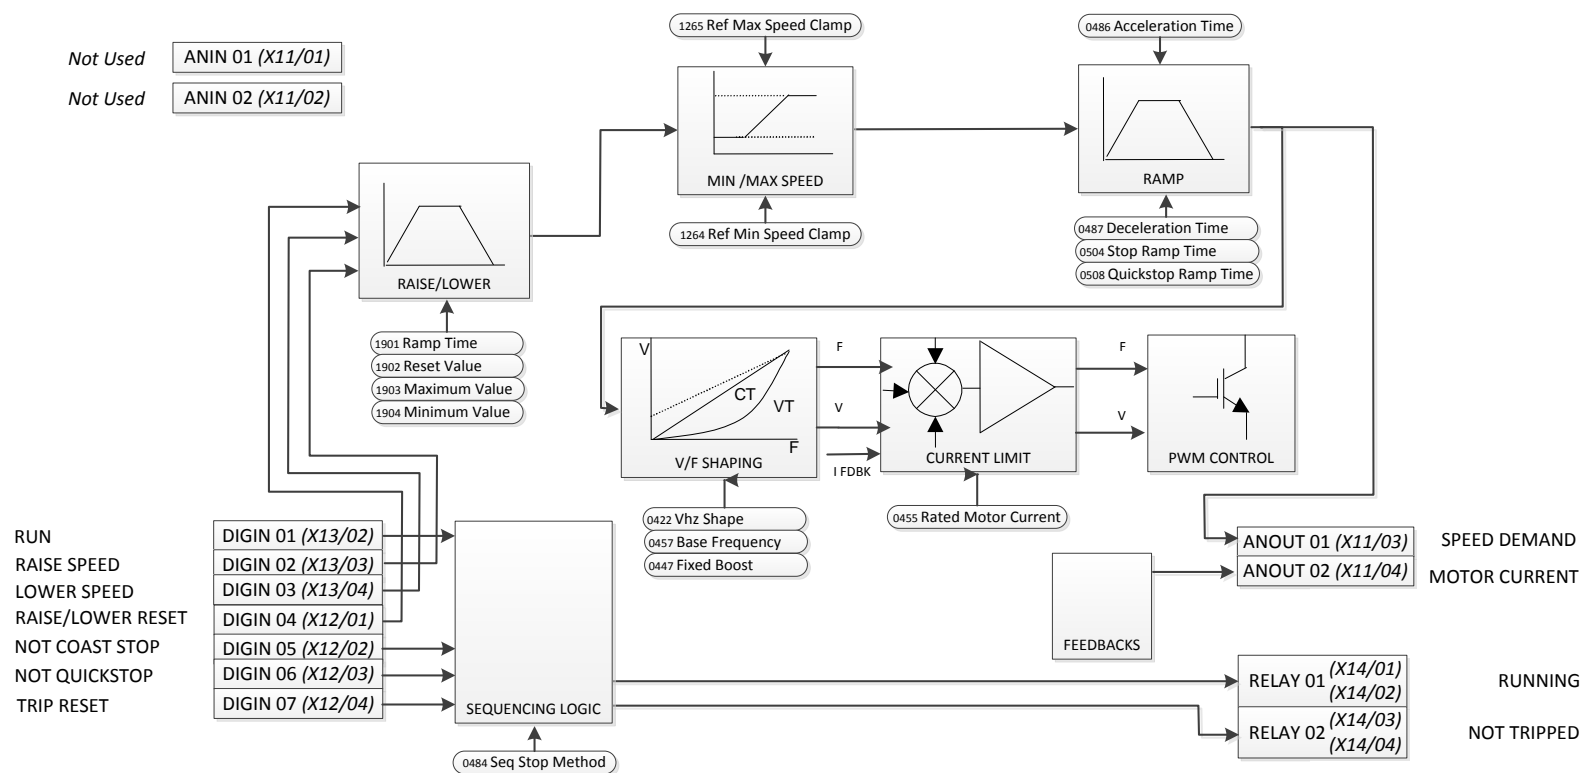 1265 Ref Max Speed Clamp
0486 Acceleration Time
Not Used ANIN 01 (X11/01)
Not Used ANIN 02 (X11/02)
MIN /MAX SPEED
RAMP
1264 Ref Min Speed Clamp
0487 Deceleration Time
0504 Stop Ramp Time
0508 Quickstop Ramp Time
RAISE/LOWER
1901 Ramp Time
1902 Reset Value
1903 Maximum Value
1904 Minimum Value
V
CT
VT
F
V/F SHAPING
F
V
I FDBK
CURRENT LIMIT
F
V
PWM CONTROL
0422 Vhz Shape
0457 Base Frequency
0447 Fixed Boost
0455 Rated Motor Current
RUN DIGIN 01 (X13/02)
RAISE SPEED DIGIN 02 (X13/03)
LOWER SPEED DIGIN 03 (X13/04)
RAISE/LOWER RESET DIGIN 04 (X12/01)
NOT COAST STOP DIGIN 05 (X12/02)
NOT QUICKSTOP DIGIN 06 (X12/03)
TRIP RESET DIGIN 07 (X12/04)
SEQUENCING LOGIC
0484 Seq Stop Method
ANOUT 01 (X11/03) SPEED DEMAND
ANOUT 02 (X11/04) MOTOR CURRENT
FEEDBACKS
RELAY 01 (X14/01)
(X14/02)
RUNNING
RELAY 02 (X14/03)
(X14/04)
NOT TRIPPED